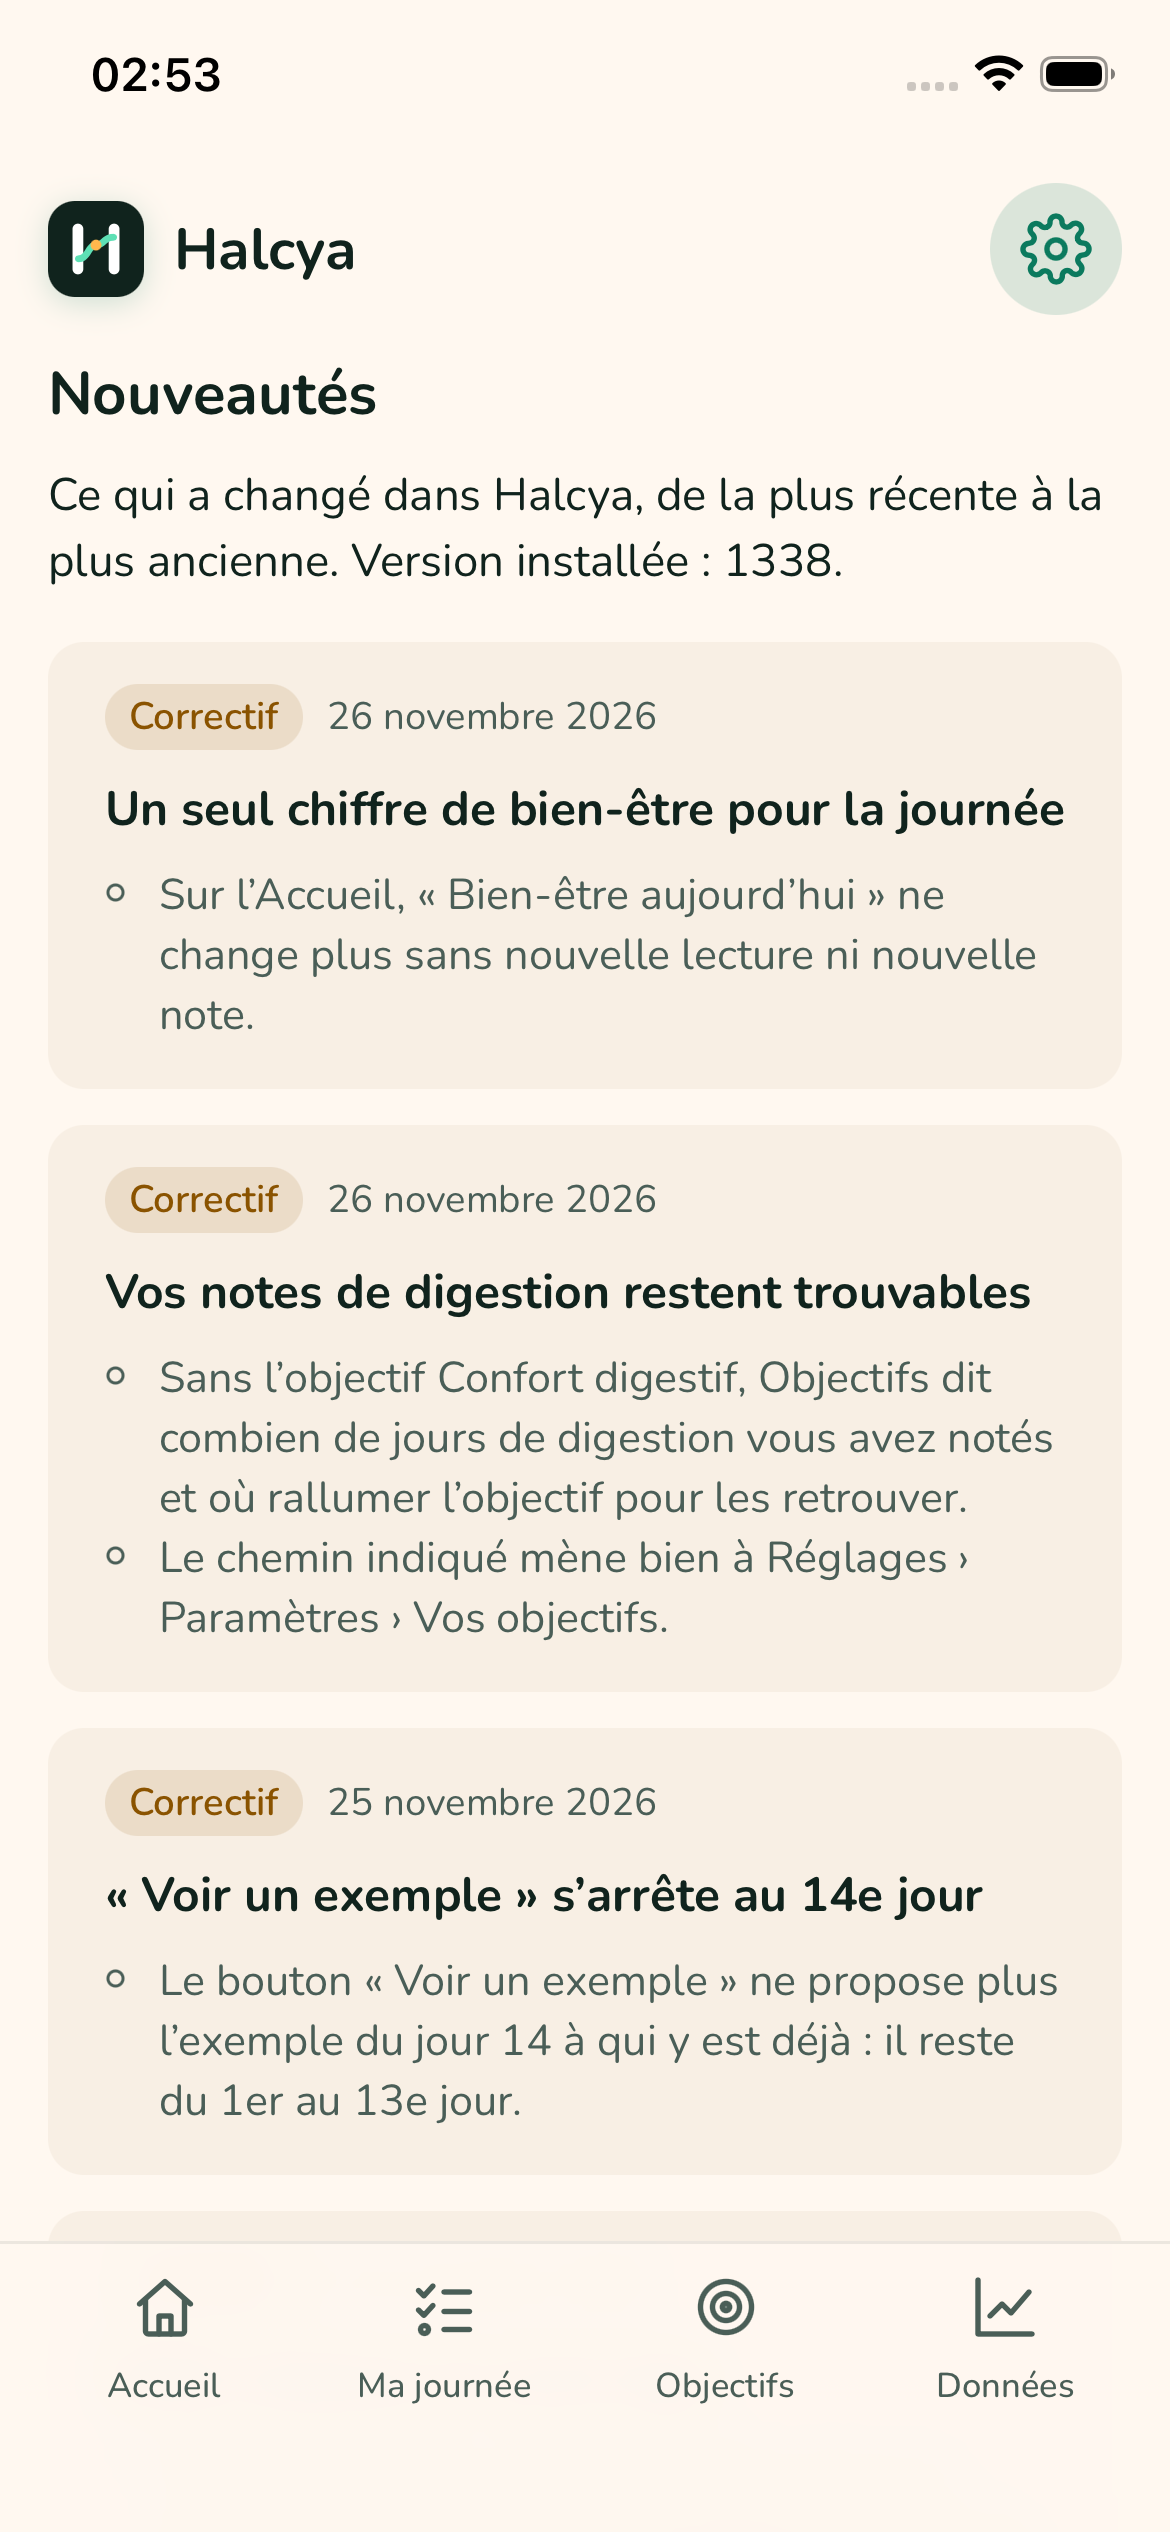 02:53
Halcya
Nouveautés
Ce qui a changé dans Halcya, de la plus récente à la
plus ancienne. Version installée : 1338.
Correctif 26 novembre 2026
Un seul chiffre de bien-être pour la journée
Sur l’Accueil, « Bien-être aujourd’hui » ne
change plus sans nouvelle lecture ni nouvelle
note.
Correctif 26 novembre 2026
Vos notes de digestion restent trouvables
Sans l’objectif Confort digestif, Objectifs dit
combien de jours de digestion vous avez notés
et où rallumer l’objectif pour les retrouver.
Le chemin indiqué mène bien à Réglages ›
Paramètres › Vos objectifs.
Correctif 25 novembre 2026
« Voir un exemple » s’arrête au 14e jour
Le bouton « Voir un exemple » ne propose plus
l’exemple du jour 14 à qui y est déjà : il reste
du 1er au 13e jour.
Accueil Ma journée Objectifs Données